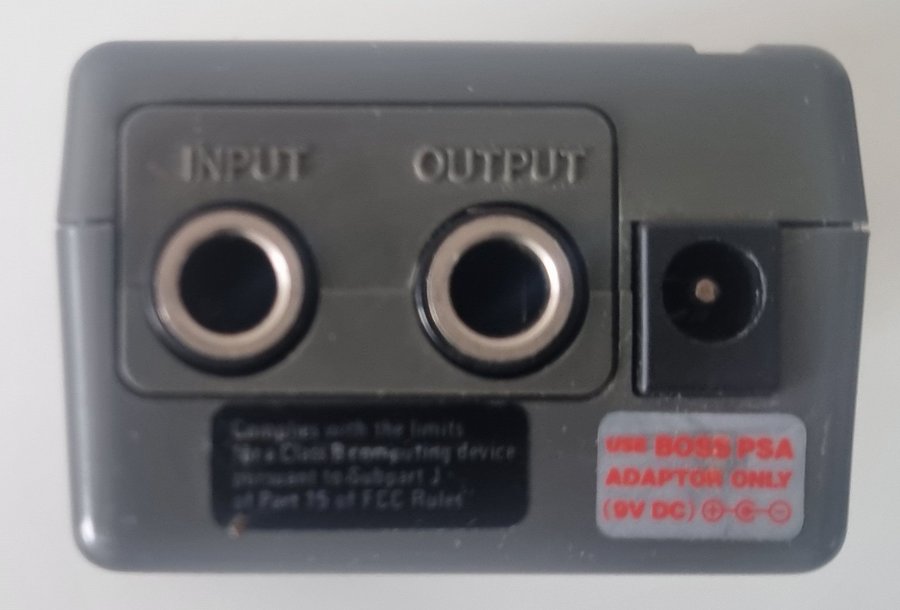 INPUT OUTPUT
Complies with the limits
for a Class B computing device
pursuant to Subpart J
of Part 15 of FCC Rules
USE BOSS PSA
ADAPTOR ONLY
(9V DC)